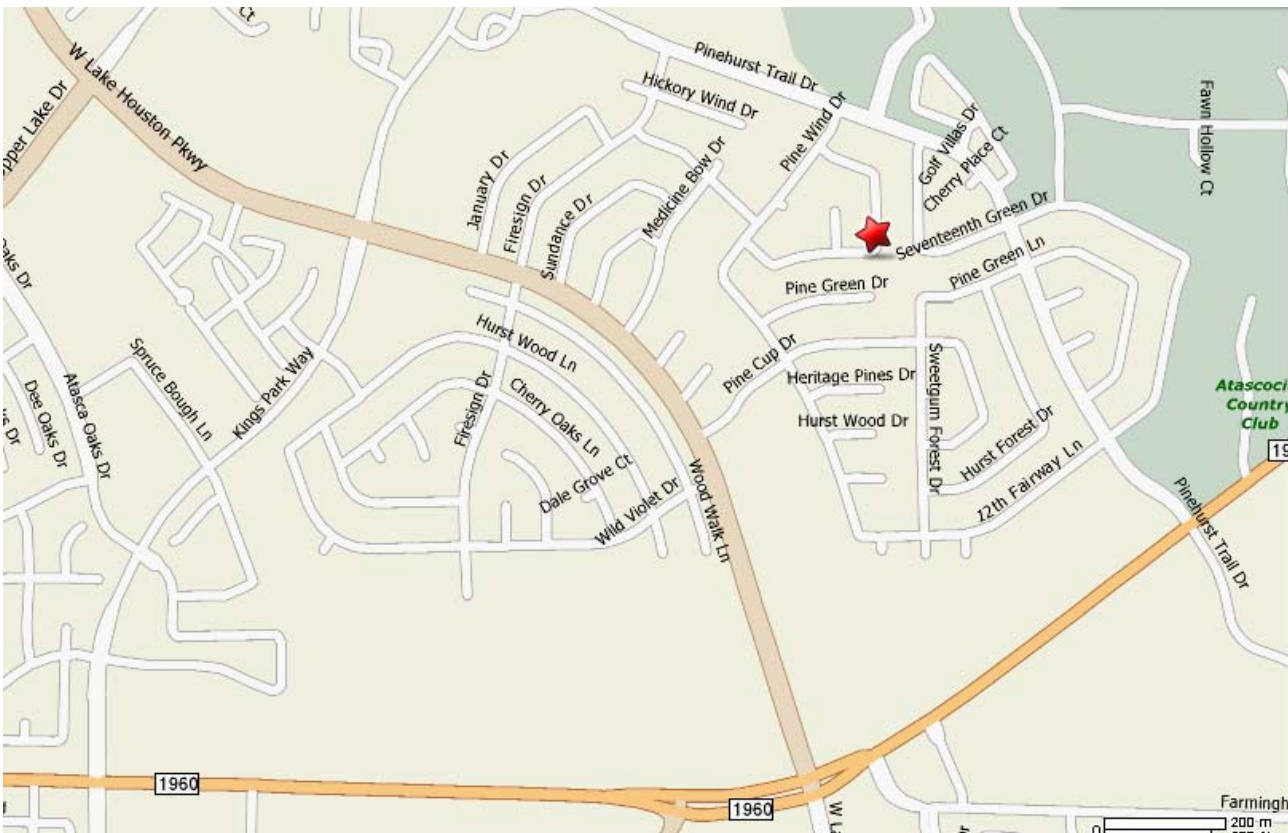 Ct
W Lake Houston Pkwy
Pinehurst Trail Dr
Hickory Wind Dr
Pine Wind Dr
Golf Villas Dr
Cherry Place Ct
Fawn Hollow Ct
January Dr
Firesign Dr
Sundance Dr
Medicine Bow Dr
Seventeenth Green Dr
Pine Green Ln
Pine Green Dr
Hurst Wood Ln
Pine Cup Dr
Spruce Bough Ln
Kings Park Way
Atasca Oaks Dr
Dee Oaks Dr
Firesign Dr
Cherry Oaks Ln
Dale Grove Ct
Wild Violet Dr
Wood Walk Ln
Heritage Pines Dr
Hurst Wood Dr
Sweetgum Forest Dr
Hurst Forest Dr
12th Fairway Ln
Country
Club
Pinehurst Trail Dr
1960
1960
200 m
0